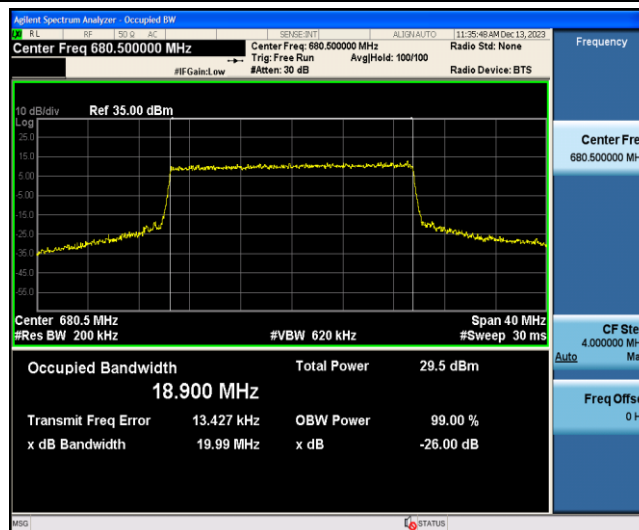 Agilent Spectrum Analyzer - Occupied BW
RL RF 50 Ω AC SENSE:INT ALIGN AUTO 11:35:48 AM Dec 13, 2023
Center Freq 680.500000 MHz
Center Freq: 680.500000 MHz Radio Std: None
Trig: Free Run Avg|Hold: 100/100
#IFGain:Low #Atten: 30 dB Radio Device: BTS
Frequency
10 dB/div Ref 35.00 dBm
Log
25.0
15.0
5.00
-5.00
-15.0
-25.0
-35.0
-45.0
-55.0
Center Fre
680.500000 MH
Center 680.5 MHz Span 40 MHz
#Res BW 200 kHz #VBW 620 kHz #Sweep 30 ms
CF Ste
4.000000 MH
Auto Ma
Occupied Bandwidth Total Power 29.5 dBm
18.900 MHz
Transmit Freq Error 13.427 kHz OBW Power 99.00 %
x dB Bandwidth 19.99 MHz x dB -26.00 dB
Freq Offse
0 H
MSG STATUS